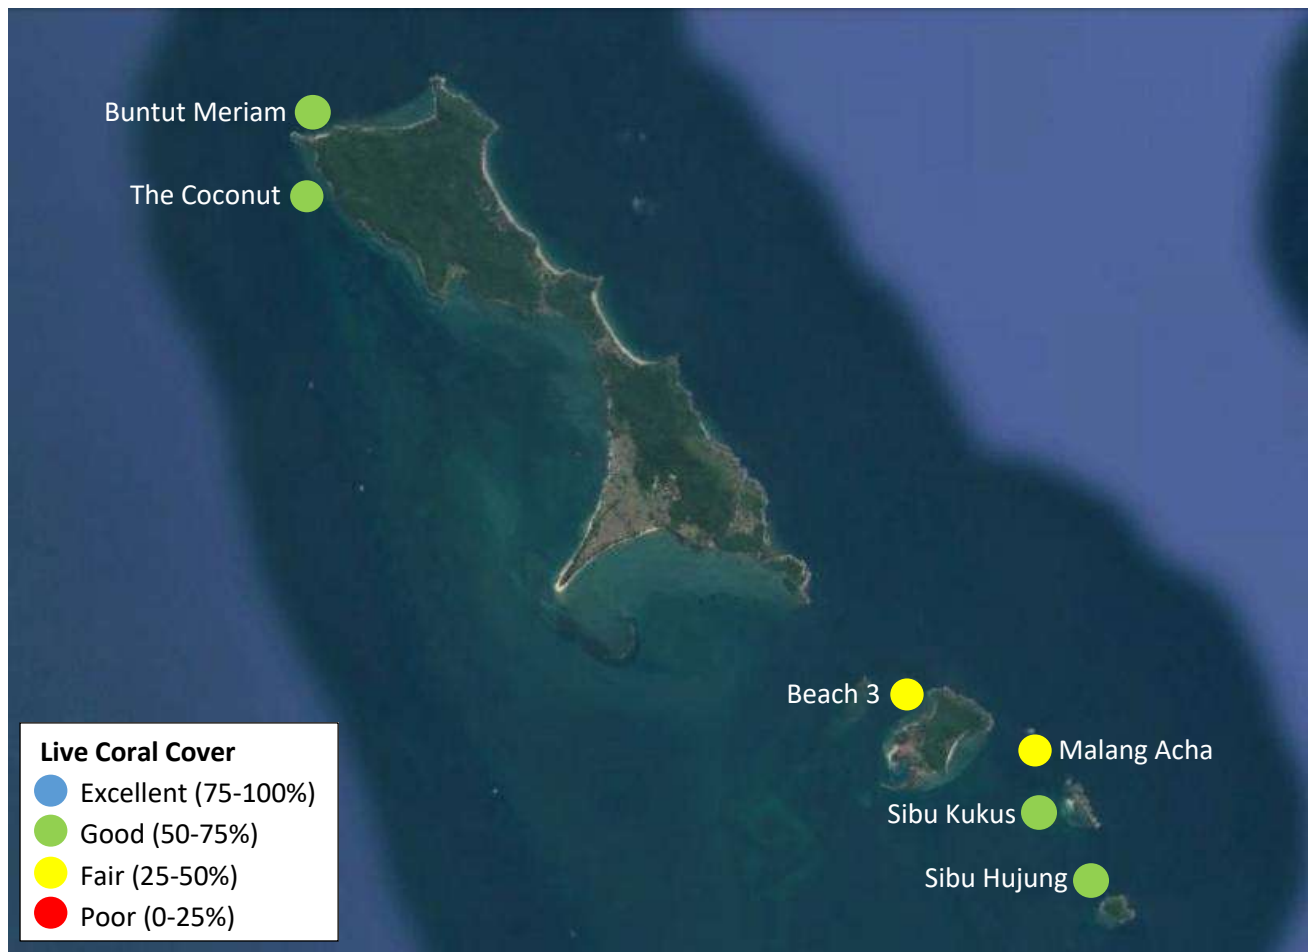 Buntut Meriam
The Coconut
Beach 3
Malang Acha
Sibu Kukus
Sibu Hujung
Live Coral Cover
Excellent (75-100%)
Good (50-75%)
Fair (25-50%)
Poor (0-25%)